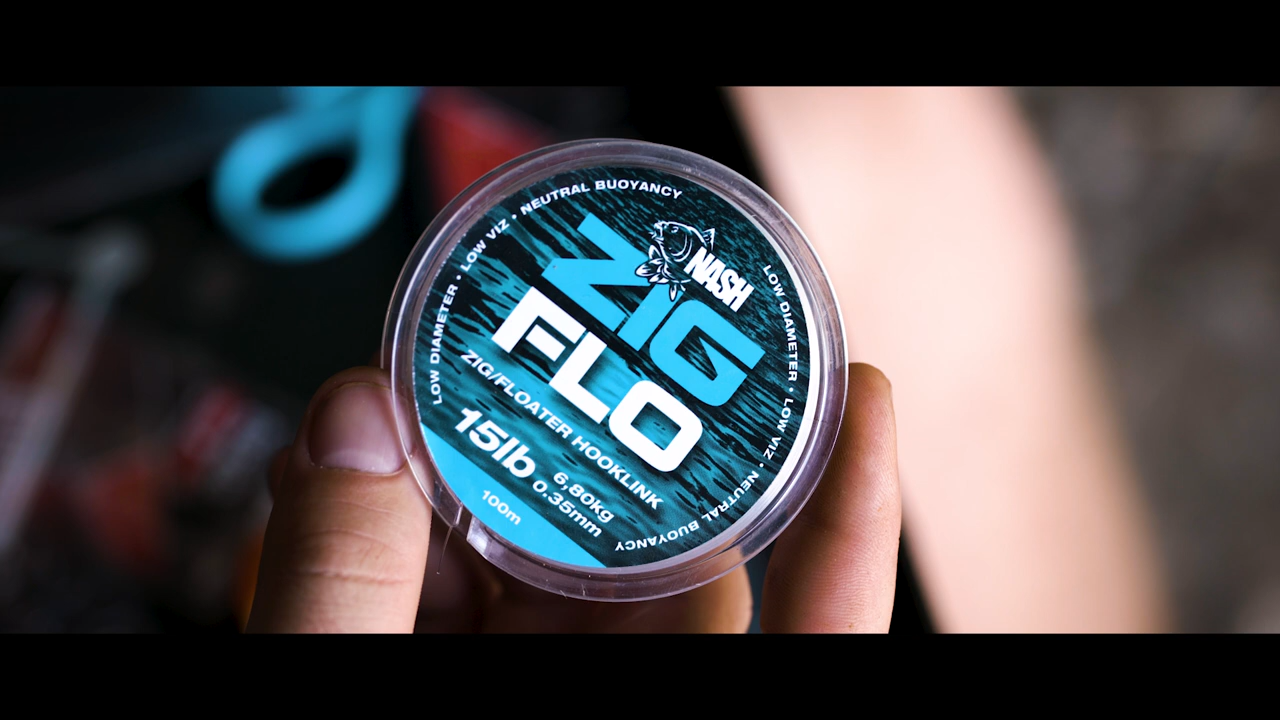 LOW DIAMETER • LOW VIZ • NEUTRAL BUOYANCY
NASH
ZIG
FLO
ZIG/FLOATER HOOKLINK
15lb
6,80kg
0.35mm
100m
LOW DIAMETER • LOW VIZ • NEUTRAL BUOYANCY